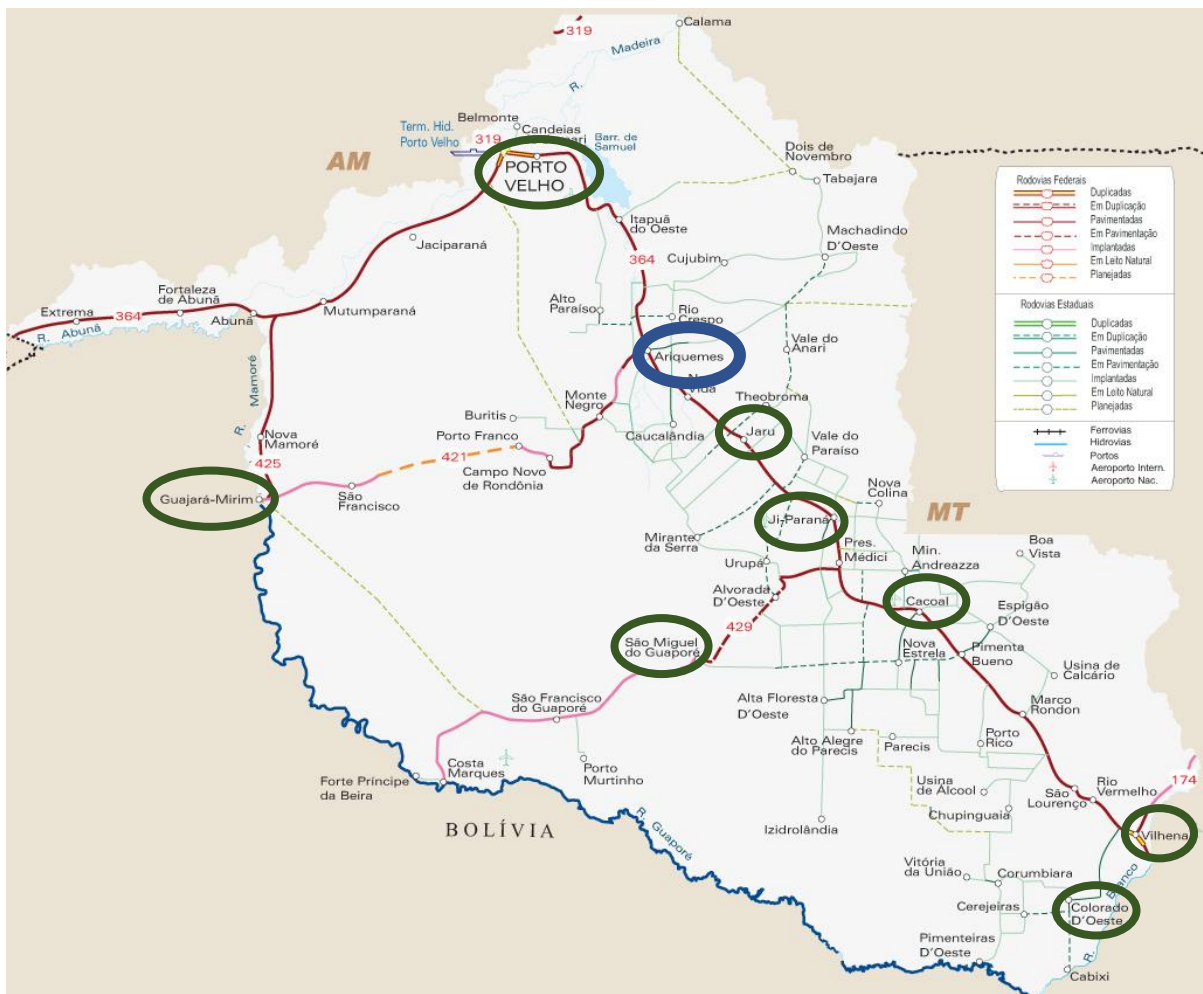 319
Calama
Madeira
R.
Belmonte
Term. Hid.
Porto Velho
319
Candeias
Barr. de
Samuel
AM
PORTO
VELHO
Dois de
Novembro
Tabajara
Jaciparaná
Itapuã
do Oeste
Machadindo
D'Oeste
364
Cujubim
Extrema
364
Fortaleza
de Abunã
R. Abunã
Abunã
Mutumparaná
Alto
Paraíso
Rio
Crespo
Ariquemes
Vale do
Anari
Vida
R. Mamoré
Monte
Negro
Theobroma
Buritis
Caucalândia
Jaru
Porto Franco
Vale do
Paraíso
Nova
Mamoré
425
421
Campo Novo
de Rondônia
Nova
Colina
Guajará-Mirim
São
Francisco
Ji-Paraná
MT
Mirante
da Serra
Pres.
Médici
Min.
Andreazza
Boa
Vista
Urupá
Alvorada
D'Oeste
Cacoal
Espigão
D'Oeste
429
São Miguel
do Guaporé
Nova
Estrela
Pimenta
Bueno
Usina de
Calcário
São Francisco
do Guaporé
Alta Floresta
D'Oeste
Marco
Rondon
Alto Alegre
do Parecis
Parecis
Porto
Rico
Costa
Marques
Porto
Murtinho
Forte Príncipe
da Beira
174
Usina
de Álcool
São
Lourenço
Rio
Vermelho
BOLÍVIA
R. Guaporé
Izidrolândia
Chupinguaia
Vilhena
Vitória
da União
Corumbiara
R. Branco
Cerejeiras
Colorado
D'Oeste
Pimenteiras
D'Oeste
Cabixi
Rodovias Federais
Duplicadas
Em Duplicação
Pavimentadas
Em Pavimentação
Implantadas
Em Leito Natural
Planejadas
Rodovias Estaduais
Duplicadas
Em Duplicação
Pavimentadas
Em Pavimentação
Implantadas
Em Leito Natural
Planejadas
Ferrovias
Hidrovias
Portos
Aeroporto Intern.
Aeroporto Nac.